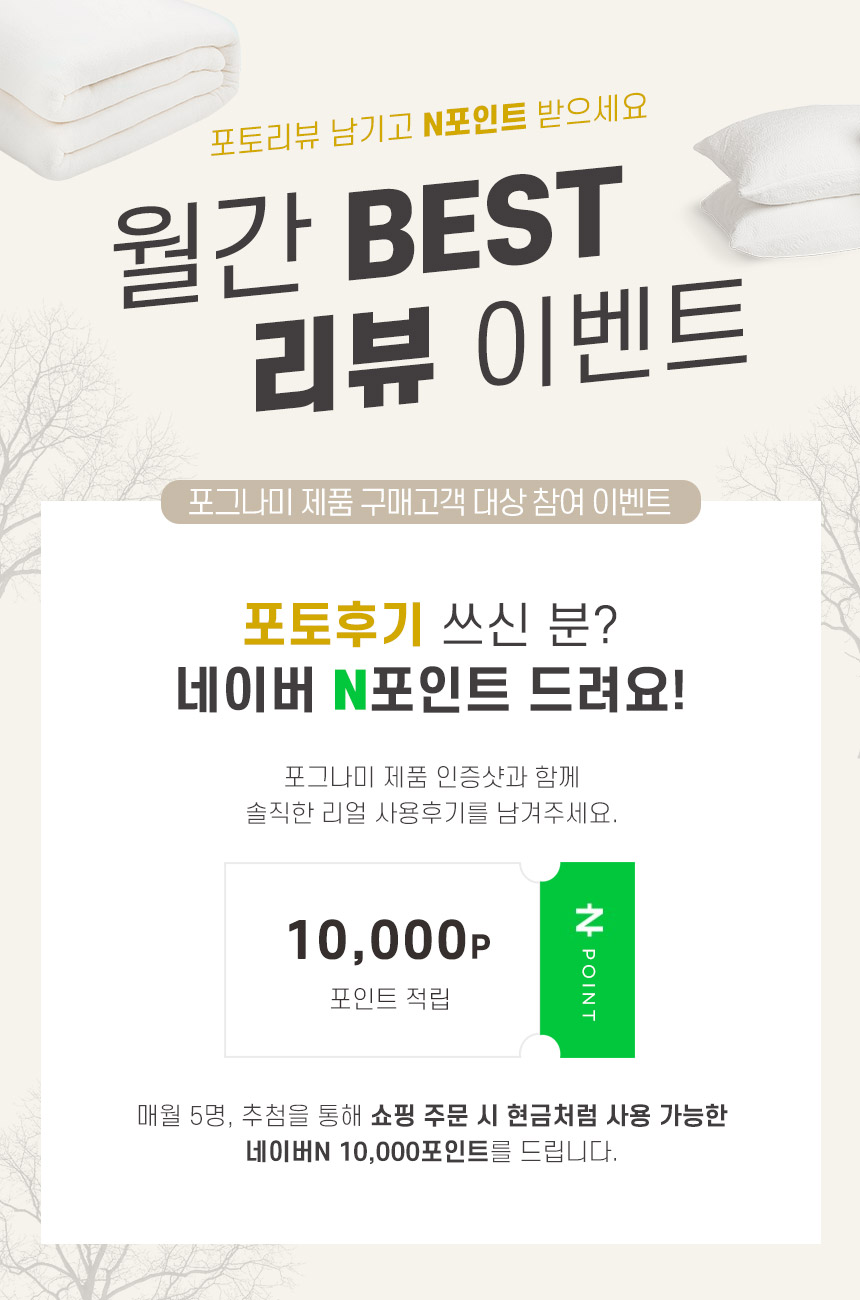 포토리뷰 남기고 N포인트 받으세요
월간 BEST
리뷰 이벤트
포그나미 제품 구매고객 대상 참여 이벤트
포토후기 쓰신 분?
네이버 N포인트 드려요!
포그나미 제품 인증샷과 함께
솔직한 리얼 사용후기를 남겨주세요.
10,000P
포인트 적립
N POINT
매월 5명, 추첨을 통해 쇼핑 주문 시 현금처럼 사용 가능한
네이버N 10,000포인트를 드립니다.